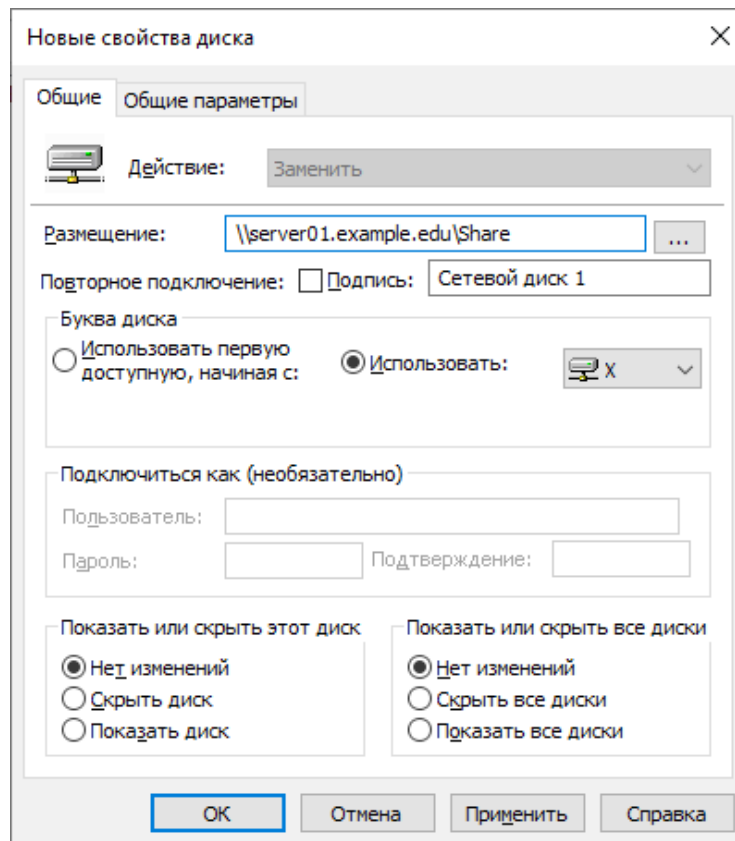 Новые свойства диска
Общие Общие параметры
Действие: Заменить
Размещение: \\server01.example.edu\Share ...
Повторное подключение: Подпись: Сетевой диск 1
Буква диска
Использовать первую доступную, начиная с: Использовать: X
Подключиться как (необязательно)
Пользователь:
Пароль: Подтверждение:
Показать или скрыть этот диск Показать или скрыть все диски
Нет изменений Нет изменений
Скрыть диск Скрыть все диски
Показать диск Показать все диски
ОК Отмена Применить Справка